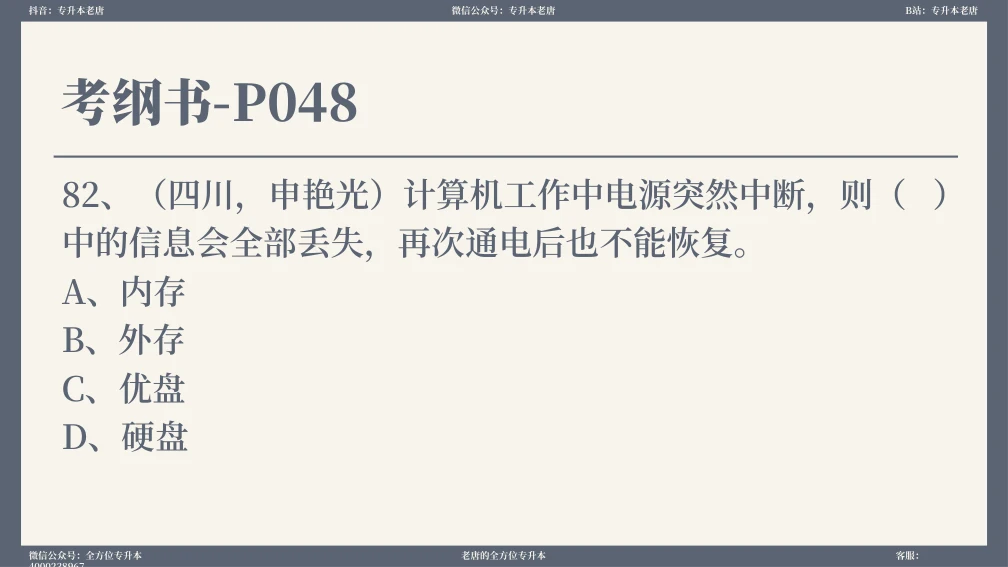 抖音：专升本老唐
微信公众号：专升本老唐
B站：专升本老唐
考纲书-P048
82、（四川，申艳光）计算机工作中电源突然中断，则（ ）
中的信息会全部丢失，再次通电后也不能恢复。
A、内存
B、外存
C、优盘
D、硬盘
微信公众号：全方位专升本
老唐的全方位专升本
客服：
4000238967